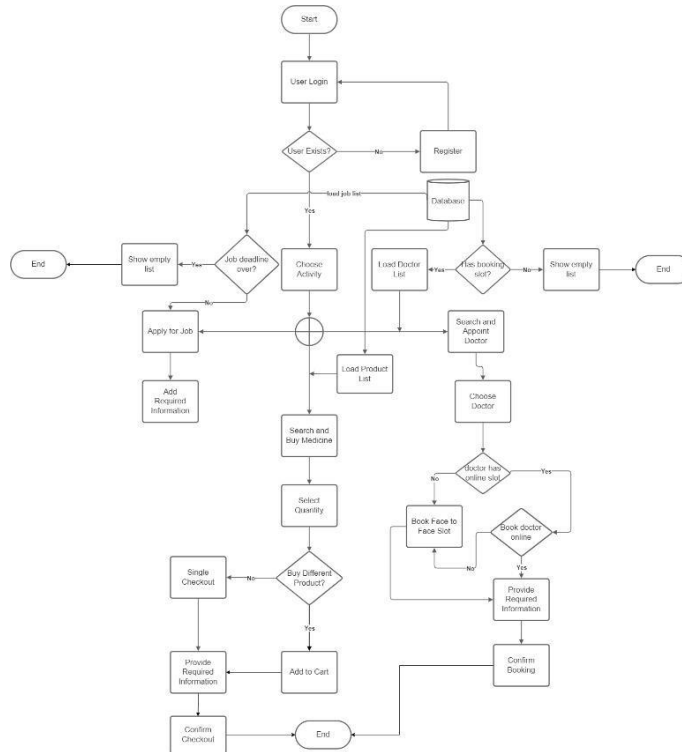 Start
User Login
User Exists?
No
Register
load job list
Database
Yes
End
Show empty
list
Yes
Job deadline
over?
Choose
Activity
Load Doctor
List
Yes
Has booking
slot?
No
Show empty
list
End
No
Apply for Job
Search and
Appoint
Doctor
Load Product
List
Add
Required
Information
Choose
Doctor
Search and
Buy Medicine
doctor has
online slot
Yes
No
Select
Quantity
Book Face to
Face Slot
Book doctor
online
No
Yes
Single
Checkout
No
Buy Different
Product?
Provide
Required
Information
Yes
Provide
Required
Information
Add to Cart
Confirm
Booking
Confirm
Checkout
End